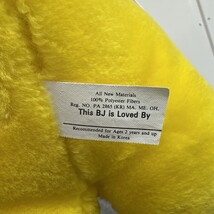 All New Materials
100% Polyester Fibers
Reg. NO. PA 2865 (KR) MA. ME. OH.
This BJ is Loved By
Recommended for Ages 3 years and up
Made in Korea